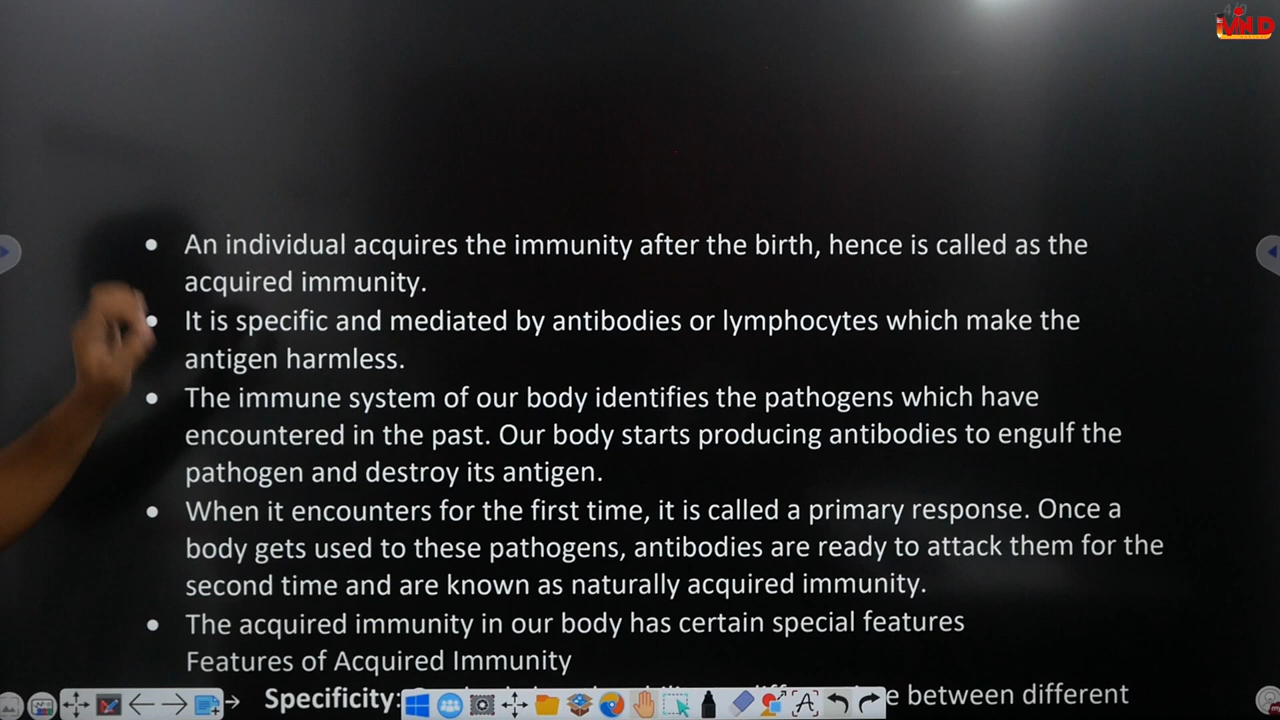 An individual acquires the immunity after the birth, hence is called as the
acquired immunity.
It is specific and mediated by antibodies or lymphocytes which make the
antigen harmless.
The immune system of our body identifies the pathogens which have
encountered in the past. Our body starts producing antibodies to engulf the
pathogen and destroy its antigen.
When it encounters for the first time, it is called a primary response. Once a
body gets used to these pathogens, antibodies are ready to attack them for the
second time and are known as naturally acquired immunity.
The acquired immunity in our body has certain special features
Features of Acquired Immunity
Specificity: between different